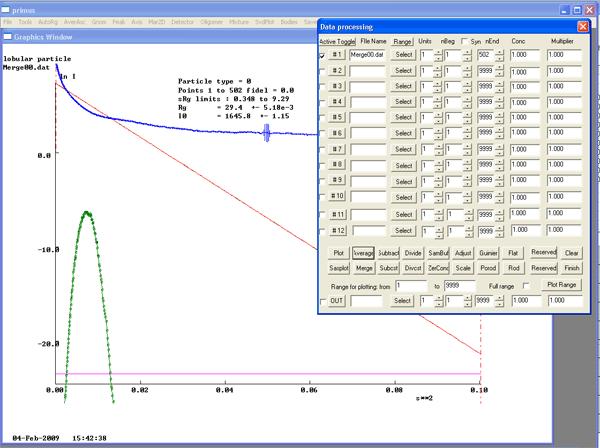 primus
File Tools AutoRg AverAsc Gnom Peak Axis Mar2D Detector Oligomer Mixture SvdPlot Bodies
Graphics Window
lobular particle
Merge00.dat
ln I
Particle type = 0
Points 1 to 502 fidel = 0.0
sRg limits : 0.348 to 9.29
Rg = 29.4 +- 5.18e-3
I0 = 1645.8 +- 1.15
0.0
-10.0
-20.0
0.00 0.02 0.04 0.06 0.08 0.10
s**2
04-Feb-2009 15:42:38
Data processing
Active Toggle File Name Range Units nBeg Syn nEnd Conc Multiplier
# 1 Merge00.dat Select 1 1 502 1.000 1.000
# 2 Select 1 1 9999 1.000 1.000
# 3 Select 1 1 9999 1.000 1.000
# 4 Select 1 1 9999 1.000 1.000
# 5 Select 1 1 9999 1.000 1.000
# 6 Select 1 1 9999 1.000 1.000
# 7 Select 1 1 9999 1.000 1.000
# 8 Select 1 1 9999 1.000 1.000
# 9 Select 1 1 9999 1.000 1.000
# 10 Select 1 1 9999 1.000 1.000
# 11 Select 1 1 9999 1.000 1.000
# 12 Select 1 1 9999 1.000 1.000
Plot Average Subtract Divide SamBuf Adjust Guinier Flat Reserved Clear
Sasplot Merge Subcst Divcst ZerConc Scale Porod Rod Reserved Finish
Range for plotting: from 1 to 9999 Full range Plot Range
OUT Select 1 1 9999 1.000 1.000